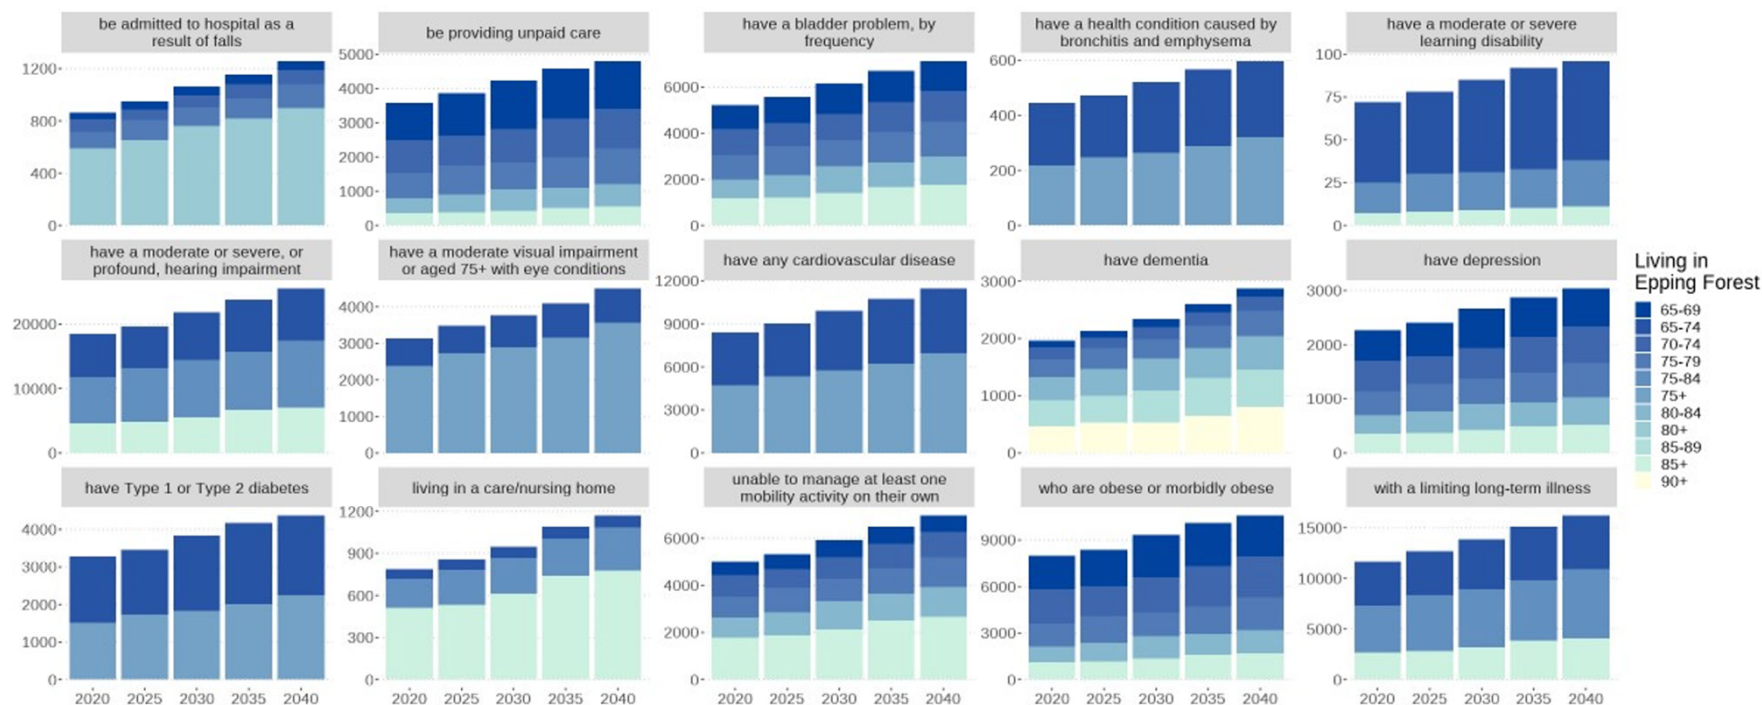 be admitted to hospital as a
result of falls
be providing unpaid care
have a bladder problem, by
frequency
have a health condition caused by
bronchitis and emphysema
have a moderate or severe
learning disability
1200
800
400
0
5000
4000
3000
2000
1000
0
6000
4000
2000
0
600
400
200
0
100
75
50
25
0
have a moderate or severe, or
profound, hearing impairment
have a moderate visual impairment
or aged 75+ with eye conditions
have any cardiovascular disease
have dementia
have depression
20000
10000
0
4000
3000
2000
1000
0
12000
9000
6000
3000
0
3000
2000
1000
0
3000
2000
1000
0
have Type 1 or Type 2 diabetes
living in a care/nursing home
unable to manage at least one
mobility activity on their own
who are obese or morbidly obese
with a limiting long-term illness
4000
3000
2000
1000
0
1200
900
600
300
0
6000
4000
2000
0
9000
6000
3000
0
15000
10000
5000
0
2020 2025 2030 2035 2040
2020 2025 2030 2035 2040
2020 2025 2030 2035 2040
2020 2025 2030 2035 2040
2020 2025 2030 2035 2040
Living in
Epping Forest
65-69
65-74
70-74
75-79
75-84
75+
80-84
80+
85-89
85+
90+